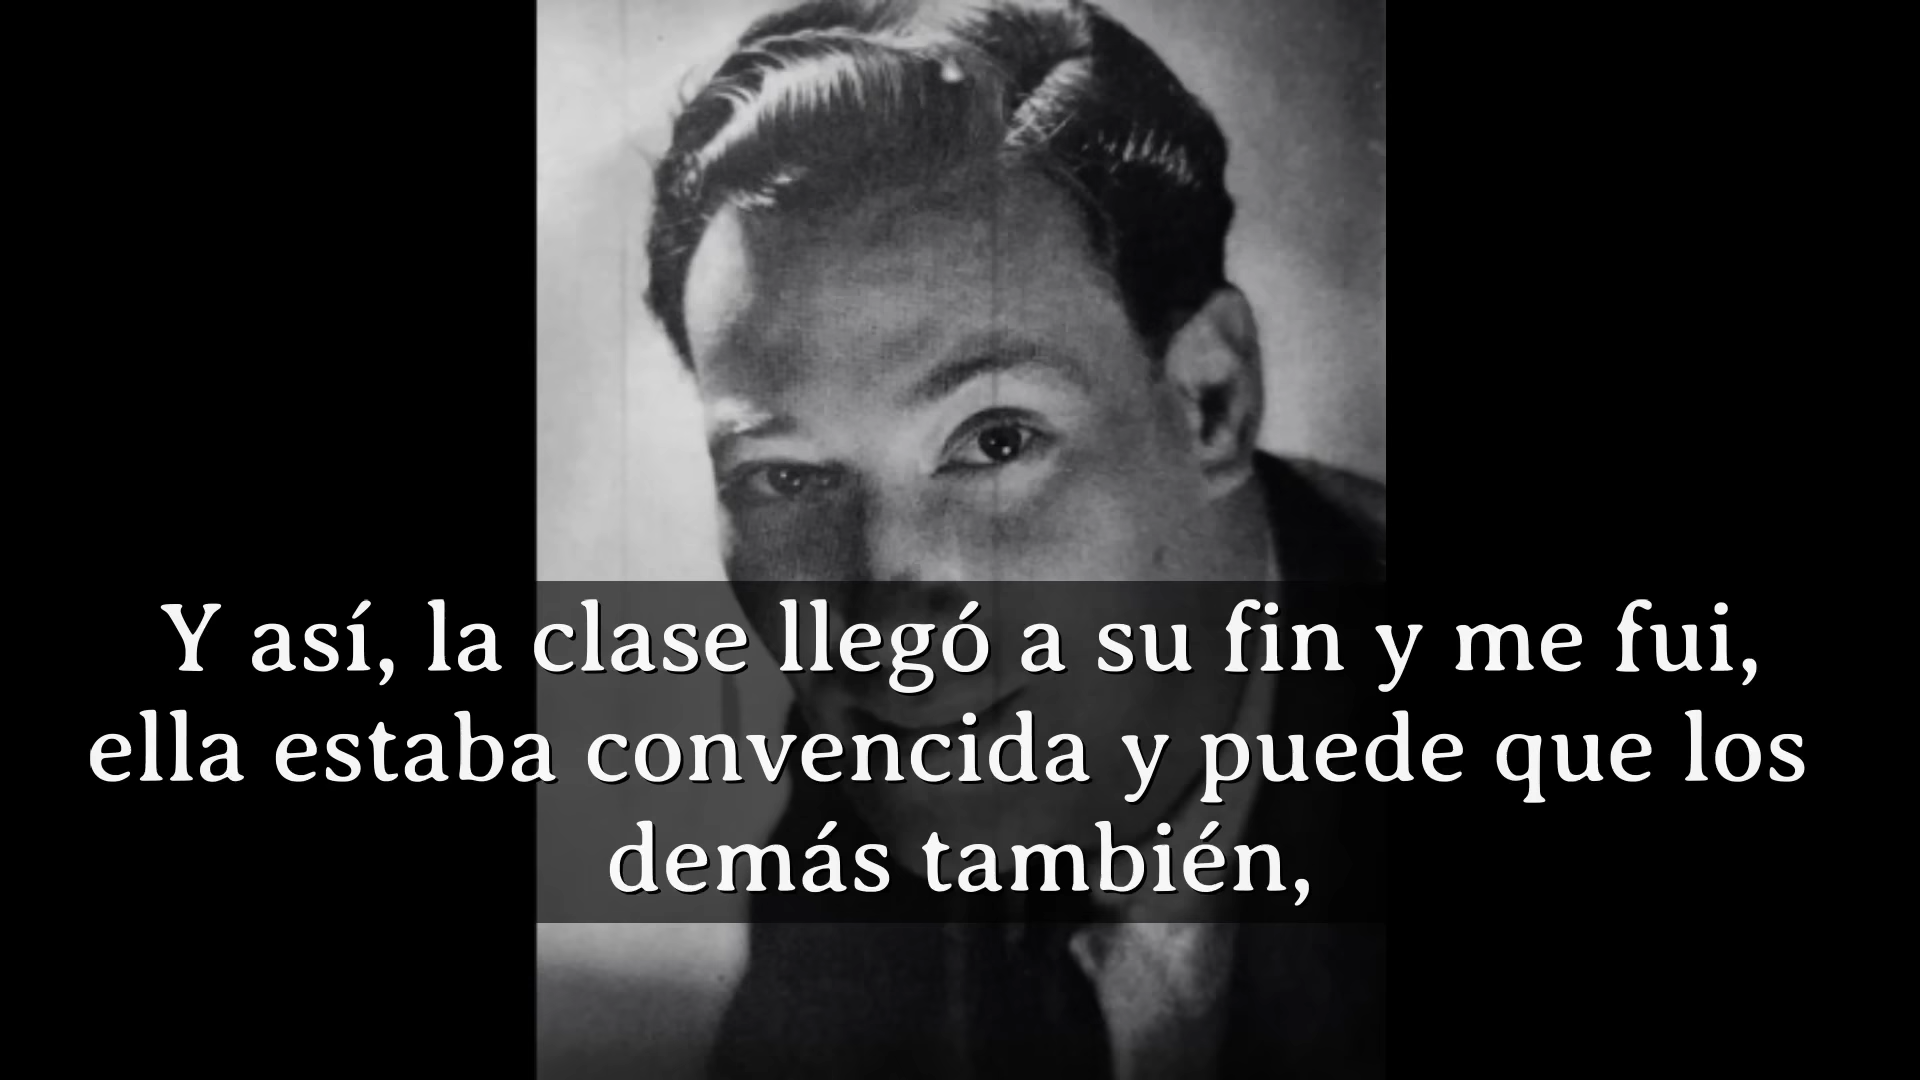 Y así, la clase llegó a su fin y me fui,
ella estaba convencida y puede que los
demás también,